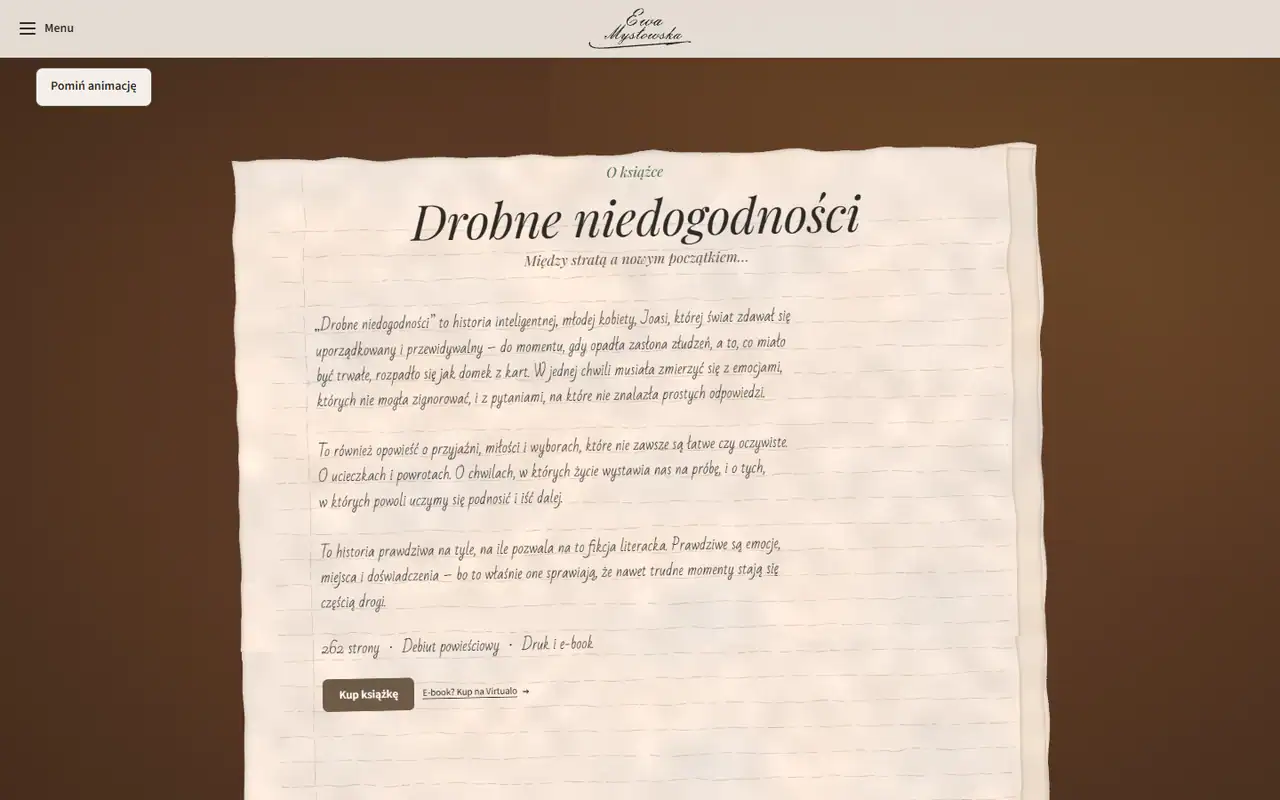 Menu
Ewa
Mysłowska
Pomiń animację
O książce
Drobne niedogodności
Między stratą a nowym początkiem...
„Drobne niedogodności” to historia inteligentnej, młodej kobiety, Joasi, której świat zdawał się
uporządkowany i przewidywalny – do momentu, gdy opadła zasłona złudzeń, a to, co miało
być trwałe, rozpadło się jak domek z kart. W jednej chwili musiała zmierzyć się z emocjami,
których nie mogła zignorować, i z pytaniami, na które nie znalazła prostych odpowiedzi.
To również opowieść o przyjaźni, miłości i wyborach, które nie zawsze są łatwe czy oczywiste.
O ucieczkach i powrotach. O chwilach, w których życie wystawia nas na próbę, i o tych,
w których powoli uczymy się podnosić i iść dalej.
To historia prawdziwa na tyle, na ile pozwala na to fikcja literacka. Prawdziwe są emocje,
miejsca i doświadczenia – bo to właśnie one sprawiają, że nawet trudne momenty stają się
częścią drogi.
262 strony · Debiut powieściowy · Druk i e-book
Kup książkę
E-book? Kup na Virtualo →